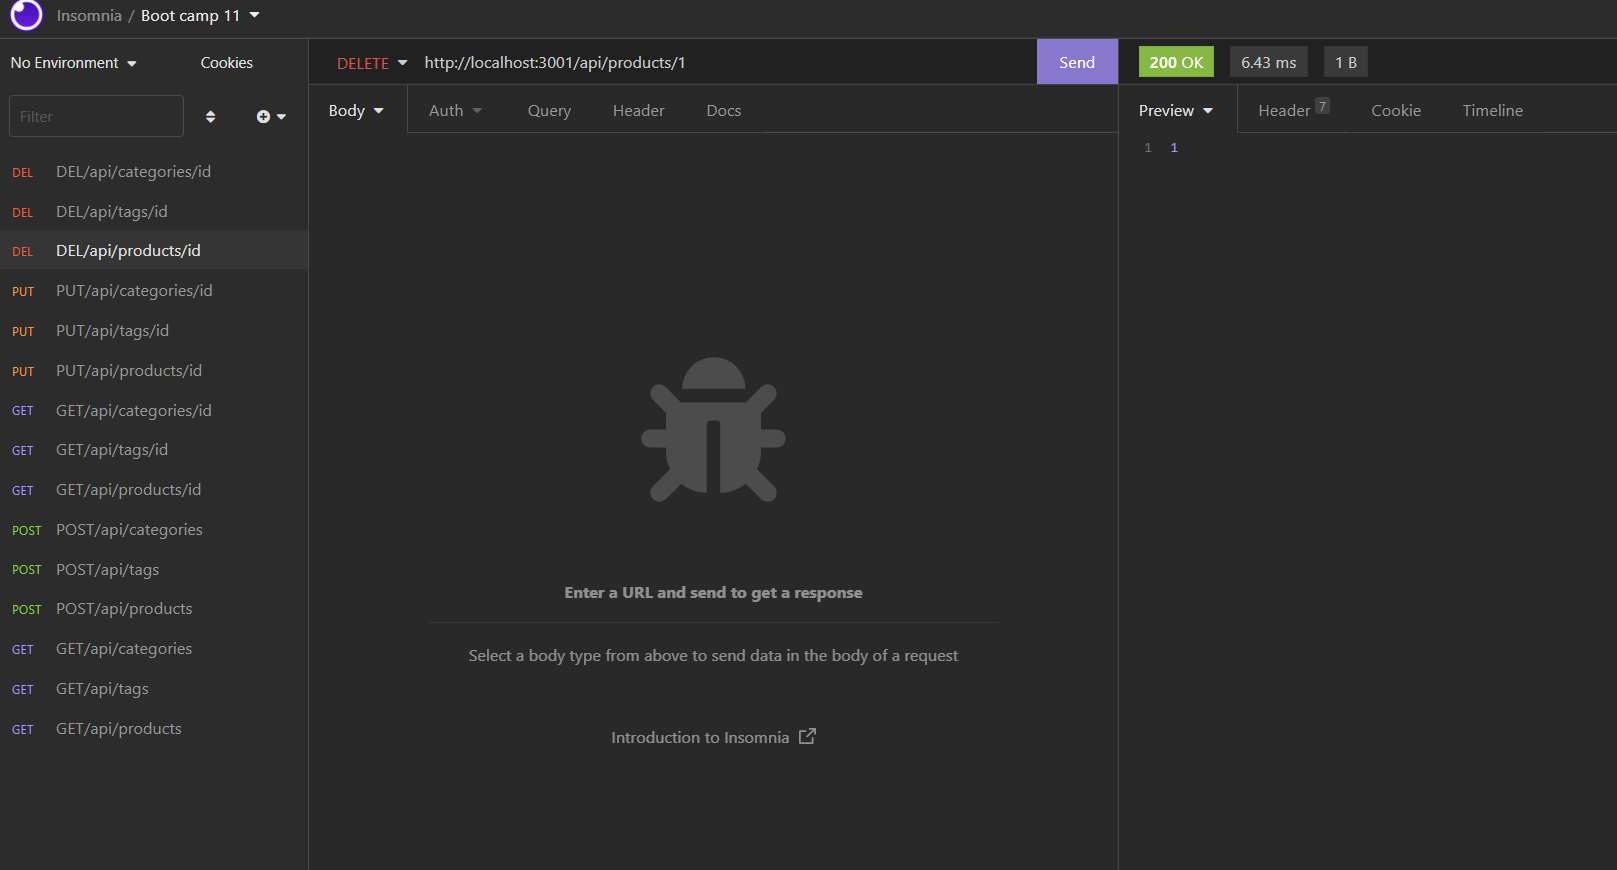 Insomnia / Boot camp 11
No Environment
Cookies
Filter
DEL DEL/api/categories/id
DEL DEL/api/tags/id
DEL DEL/api/products/id
PUT PUT/api/categories/id
PUT PUT/api/tags/id
PUT PUT/api/products/id
GET GET/api/categories/id
GET GET/api/tags/id
GET GET/api/products/id
POST POST/api/categories
POST POST/api/tags
POST POST/api/products
GET GET/api/categories
GET GET/api/tags
GET GET/api/products
DELETE http://localhost:3001/api/products/1 Send
Body Auth Query Header Docs
Enter a URL and send to get a response
Select a body type from above to send data in the body of a request
Introduction to Insomnia
200 OK 6.43 ms 1 B
Preview Header 7 Cookie Timeline
1 1